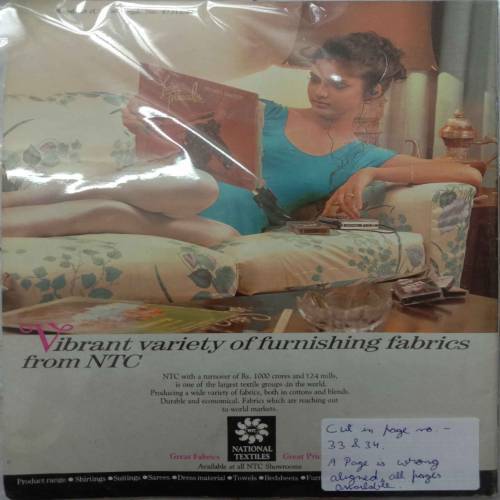 Vibrant variety of furnishing fabrics
from NTC
NTC with a turnover of Rs. 1000 crores and 124 mills,
is one of the largest textile groups in the world.
Producing a wide variety of fabrics, both in cottons and blends.
Durable and economical. Fabrics which are reaching out
to world markets.
NTC
NATIONAL
TEXTILES
Great Fabrics Great
Available at all NTC Showrooms
Product range: • Shirtings • Suitings • Sarees • Dress material • Towels • Bedsheets •
Cut in page no. -
33 & 34.
A Page is wrong
aligned, all pages
available.